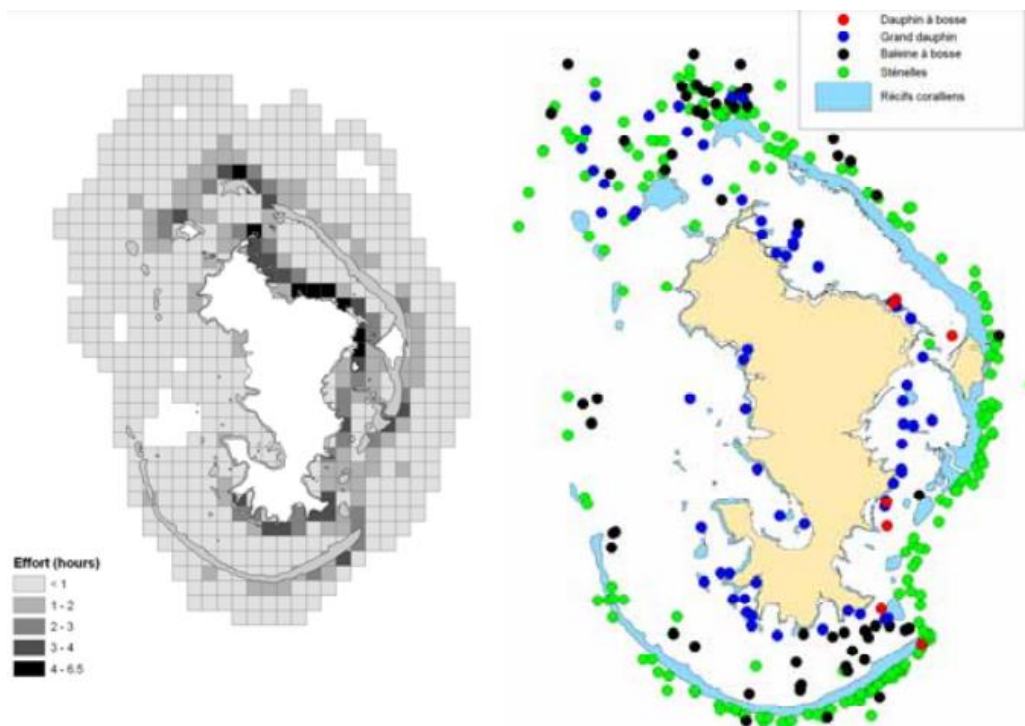 Dauphin à bosse
Grand dauphin
Baleine à bosse
Sténelles
Récifs coralliens
Effort (hours)
< 1
1 - 2
2 - 3
3 - 4
4 - 6.5